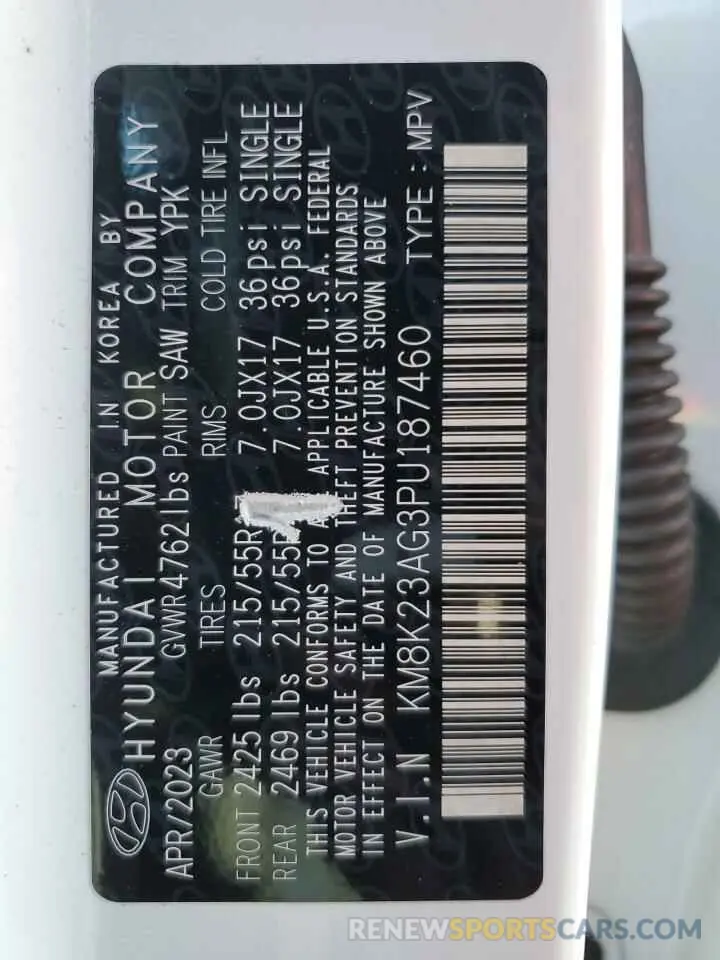 MANUFACTURED IN KOREA BY
HYUNDAI MOTOR COMPANY
APR/2023 GVWR 4762 lbs PAINT SAW TRIM YPK
GAWR TIRES RIMS COLD TIRE INFL
FRONT 2425 lbs 215/55R 7.0JX17 36psi SINGLE
REAR 2469 lbs 215/55 7.0JX17 36psi SINGLE
THIS VEHICLE CONFORMS TO APPLICABLE U.S.A. FEDERAL
MOTOR VEHICLE SAFETY AND THEFT PREVENTION STANDARDS
IN EFFECT ON THE DATE OF MANUFACTURE SHOWN ABOVE
V.I.N KM8K23AG3PU187460 TYPE : MPV
RENEWSPORTSCARS.COM